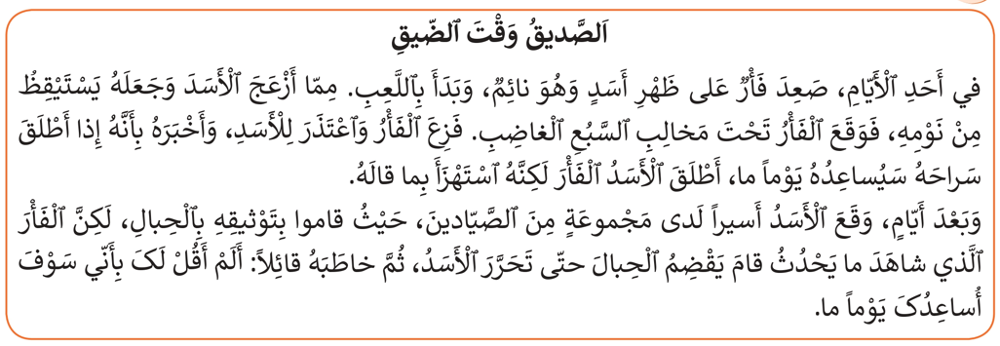 اَلصَّديقُ وَقْتَ ٱلضّيقِ
في أَحَدِ ٱلْأَيّامِ، صَعِدَ فَأْرٌ عَلی ظَهْرِ أَسَدٍ وَهُوَ نائِمٌ، وَبَدَأَ بِٱللَّعِبِ. مِمّا أَزْعَجَ ٱلْأَسَدَ وَجَعَلَهُ يَسْتَيْقِظُ
مِنْ نَوْمِهِ، فَوَقَعَ ٱلْفَأْرُ تَحْتَ مَخالِبِ ٱلسَّبُعِ ٱلْغاضِبِ. فَزِعَ ٱلْفَأْرُ وَٱعْتَذَرَ لِلْأَسَدِ، وَأَخْبَرَهُ بِأَنَّهُ إِذا أَطْلَقَ
سَراحَهُ سَيُساعِدُهُ يَوْماً ما، أَطْلَقَ ٱلْأَسَدُ ٱلْفَأْرَ لَكِنَّهُ ٱسْتَهْزَأَ بِما قالَهُ.
وَبَعْدَ أَيّامٍ، وَقَعَ ٱلْأَسَدُ أَسيراً لَدی مَجْموعَةٍ مِنَ ٱلصَّيّادينَ، حَيْثُ قاموا بِتَوْثيقِهِ بِٱلْحِبالِ، لَكِنَّ ٱلْفَأْرَ
ٱلَّذي شاهَدَ ما يَحْدُثُ قامَ يَقْضِمُ ٱلْحِبالَ حَتّی تَحَرَّرَ ٱلْأَسَدُ، ثُمَّ خاطَبَهُ قائِلاً: أَلَمْ أَقُلْ لَکَ بِأَنّي سَوْفَ
أُساعِدُکَ يَوْماً ما.